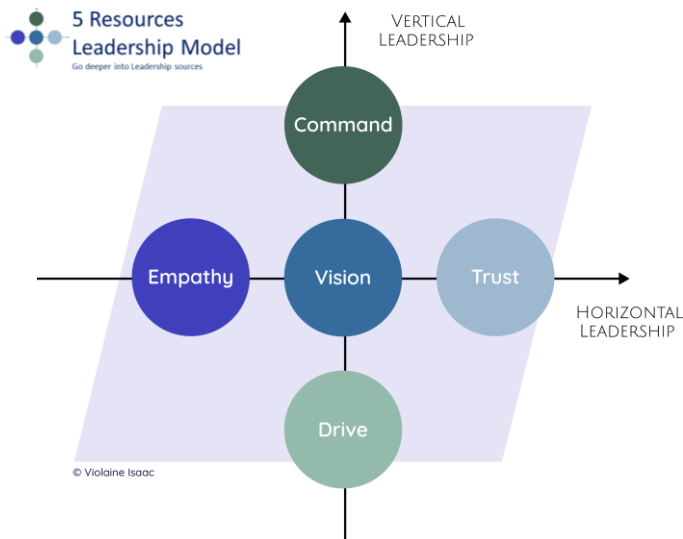 5 Resources
Leadership Model
Go deeper into Leadership sources
Vertical
Leadership
Command
Empathy
Vision
Trust
Horizontal
Leadership
Drive
© Violaine Isaac